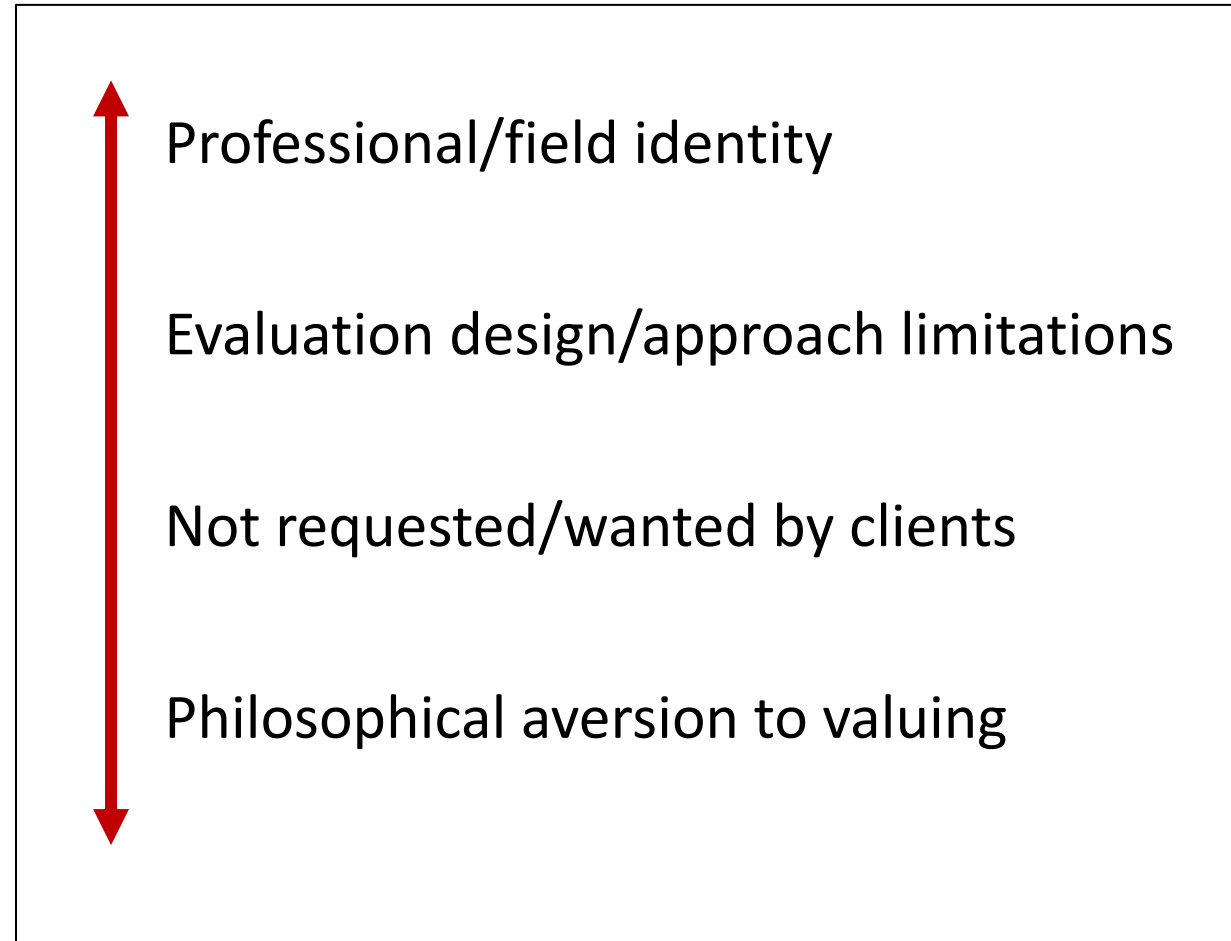 Professional/field identity
Evaluation design/approach limitations
Not requested/wanted by clients
Philosophical aversion to valuing